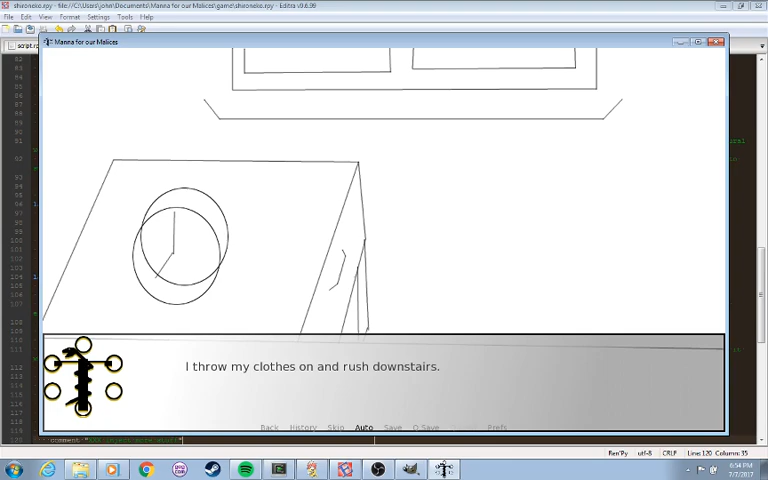 shroneko.rpy - file://C:\Users\john\Documents\Manna for our Malices\game\shroneko.rpy - Editra v0.6.99
File Edit View Format Settings Tools Help
Manna for our Malices
I throw my clothes on and rush downstairs.
Back History Skip Auto Save Q.Save Prefs
Ren'Py utf-8 CRLF Line: 120 Column: 35
6:54 PM
7/7/2017